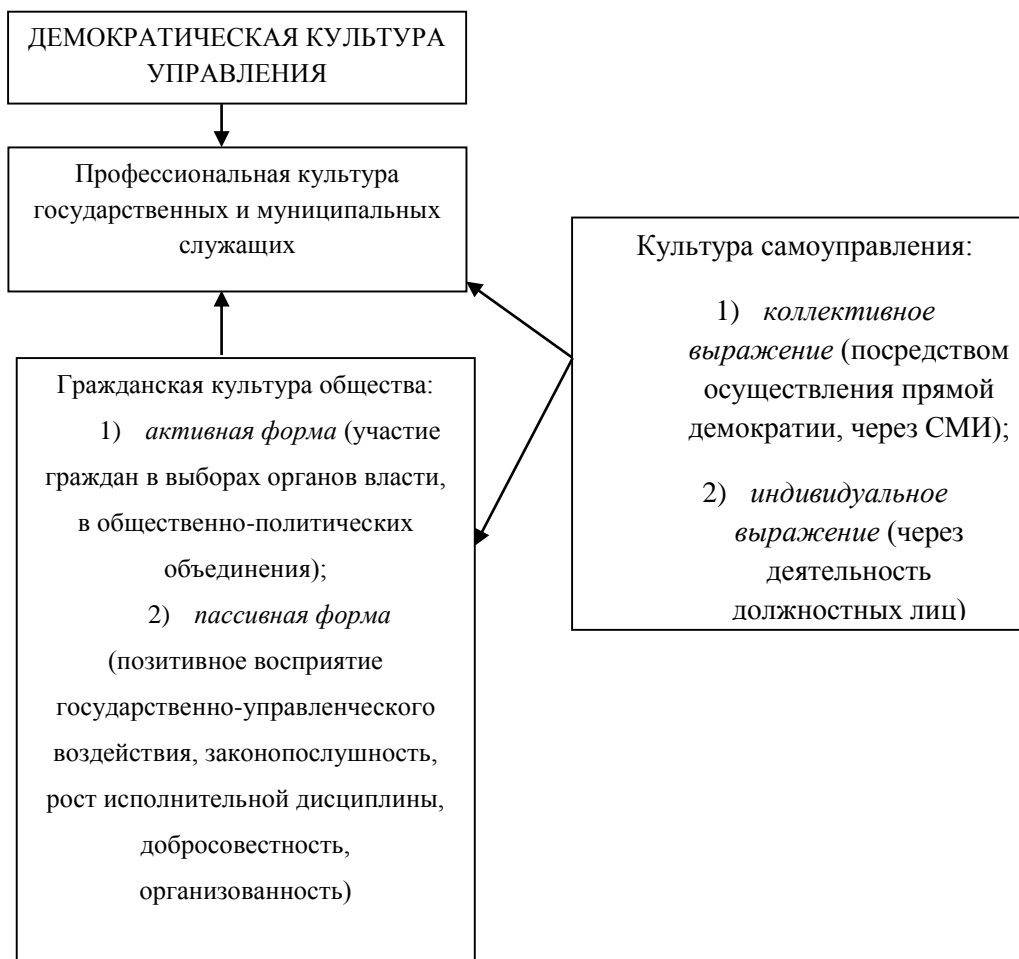 ДЕМОКРАТИЧЕСКАЯ КУЛЬТУРА
УПРАВЛЕНИЯ
Профессиональная культура
государственных и муниципальных
служащих
Гражданская культура общества:
1) активная форма (участие
граждан в выборах органов власти,
в общественно-политических
объединения);
2) пассивная форма
(позитивное восприятие
государственно-управленческого
воздействия, законопослушность,
рост исполнительной дисциплины,
добросовестность,
организованность)
Культура самоуправления:
1) коллективное
выражение (посредством
осуществления прямой
демократии, через СМИ);
2) индивидуальное
выражение (через
деятельность
должностных лиц)